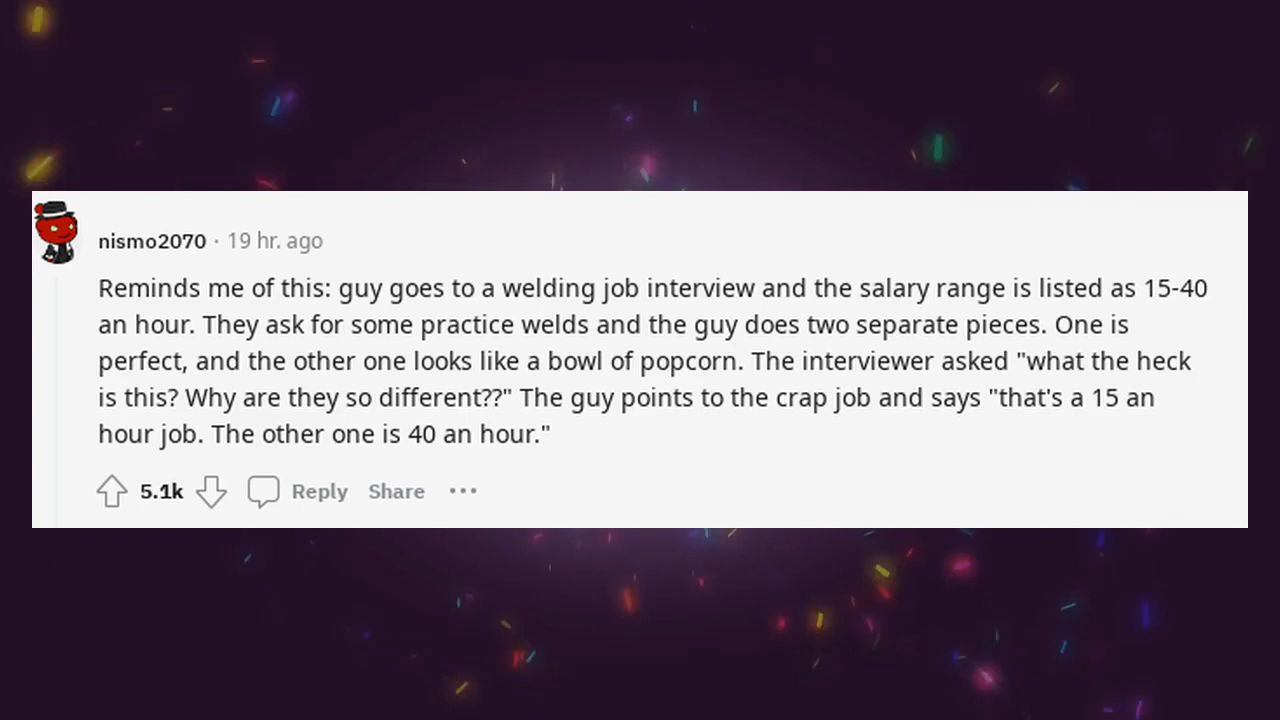 nismo2070 · 19 hr. ago
Reminds me of this: guy goes to a welding job interview and the salary range is listed as 15-40
an hour. They ask for some practice welds and the guy does two separate pieces. One is
perfect, and the other one looks like a bowl of popcorn. The interviewer asked "what the heck
is this? Why are they so different??" The guy points to the crap job and says "that's a 15 an
hour job. The other one is 40 an hour."
5.1k Reply Share